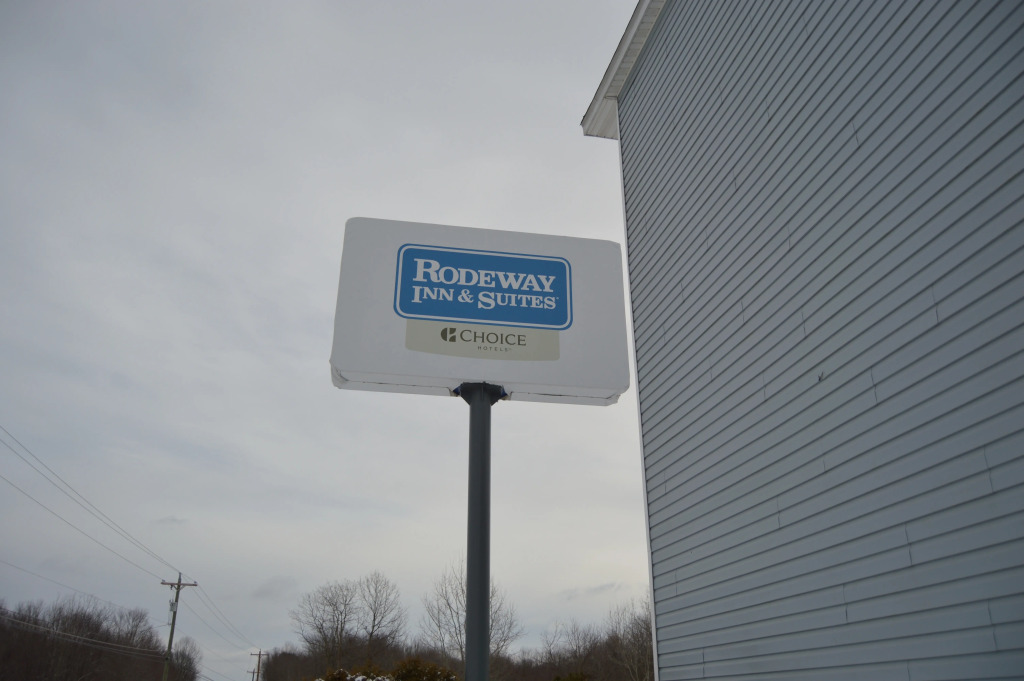 RODEWAY
INN & SUITES
CHOICE
HOTELS